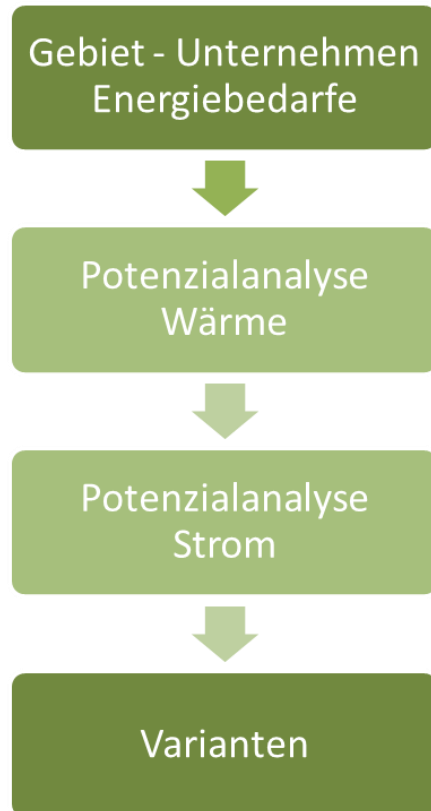 Gebiet - Unternehmen
Energiebedarfe
Potenzialanalyse
Wärme
Potenzialanalyse
Strom
Varianten